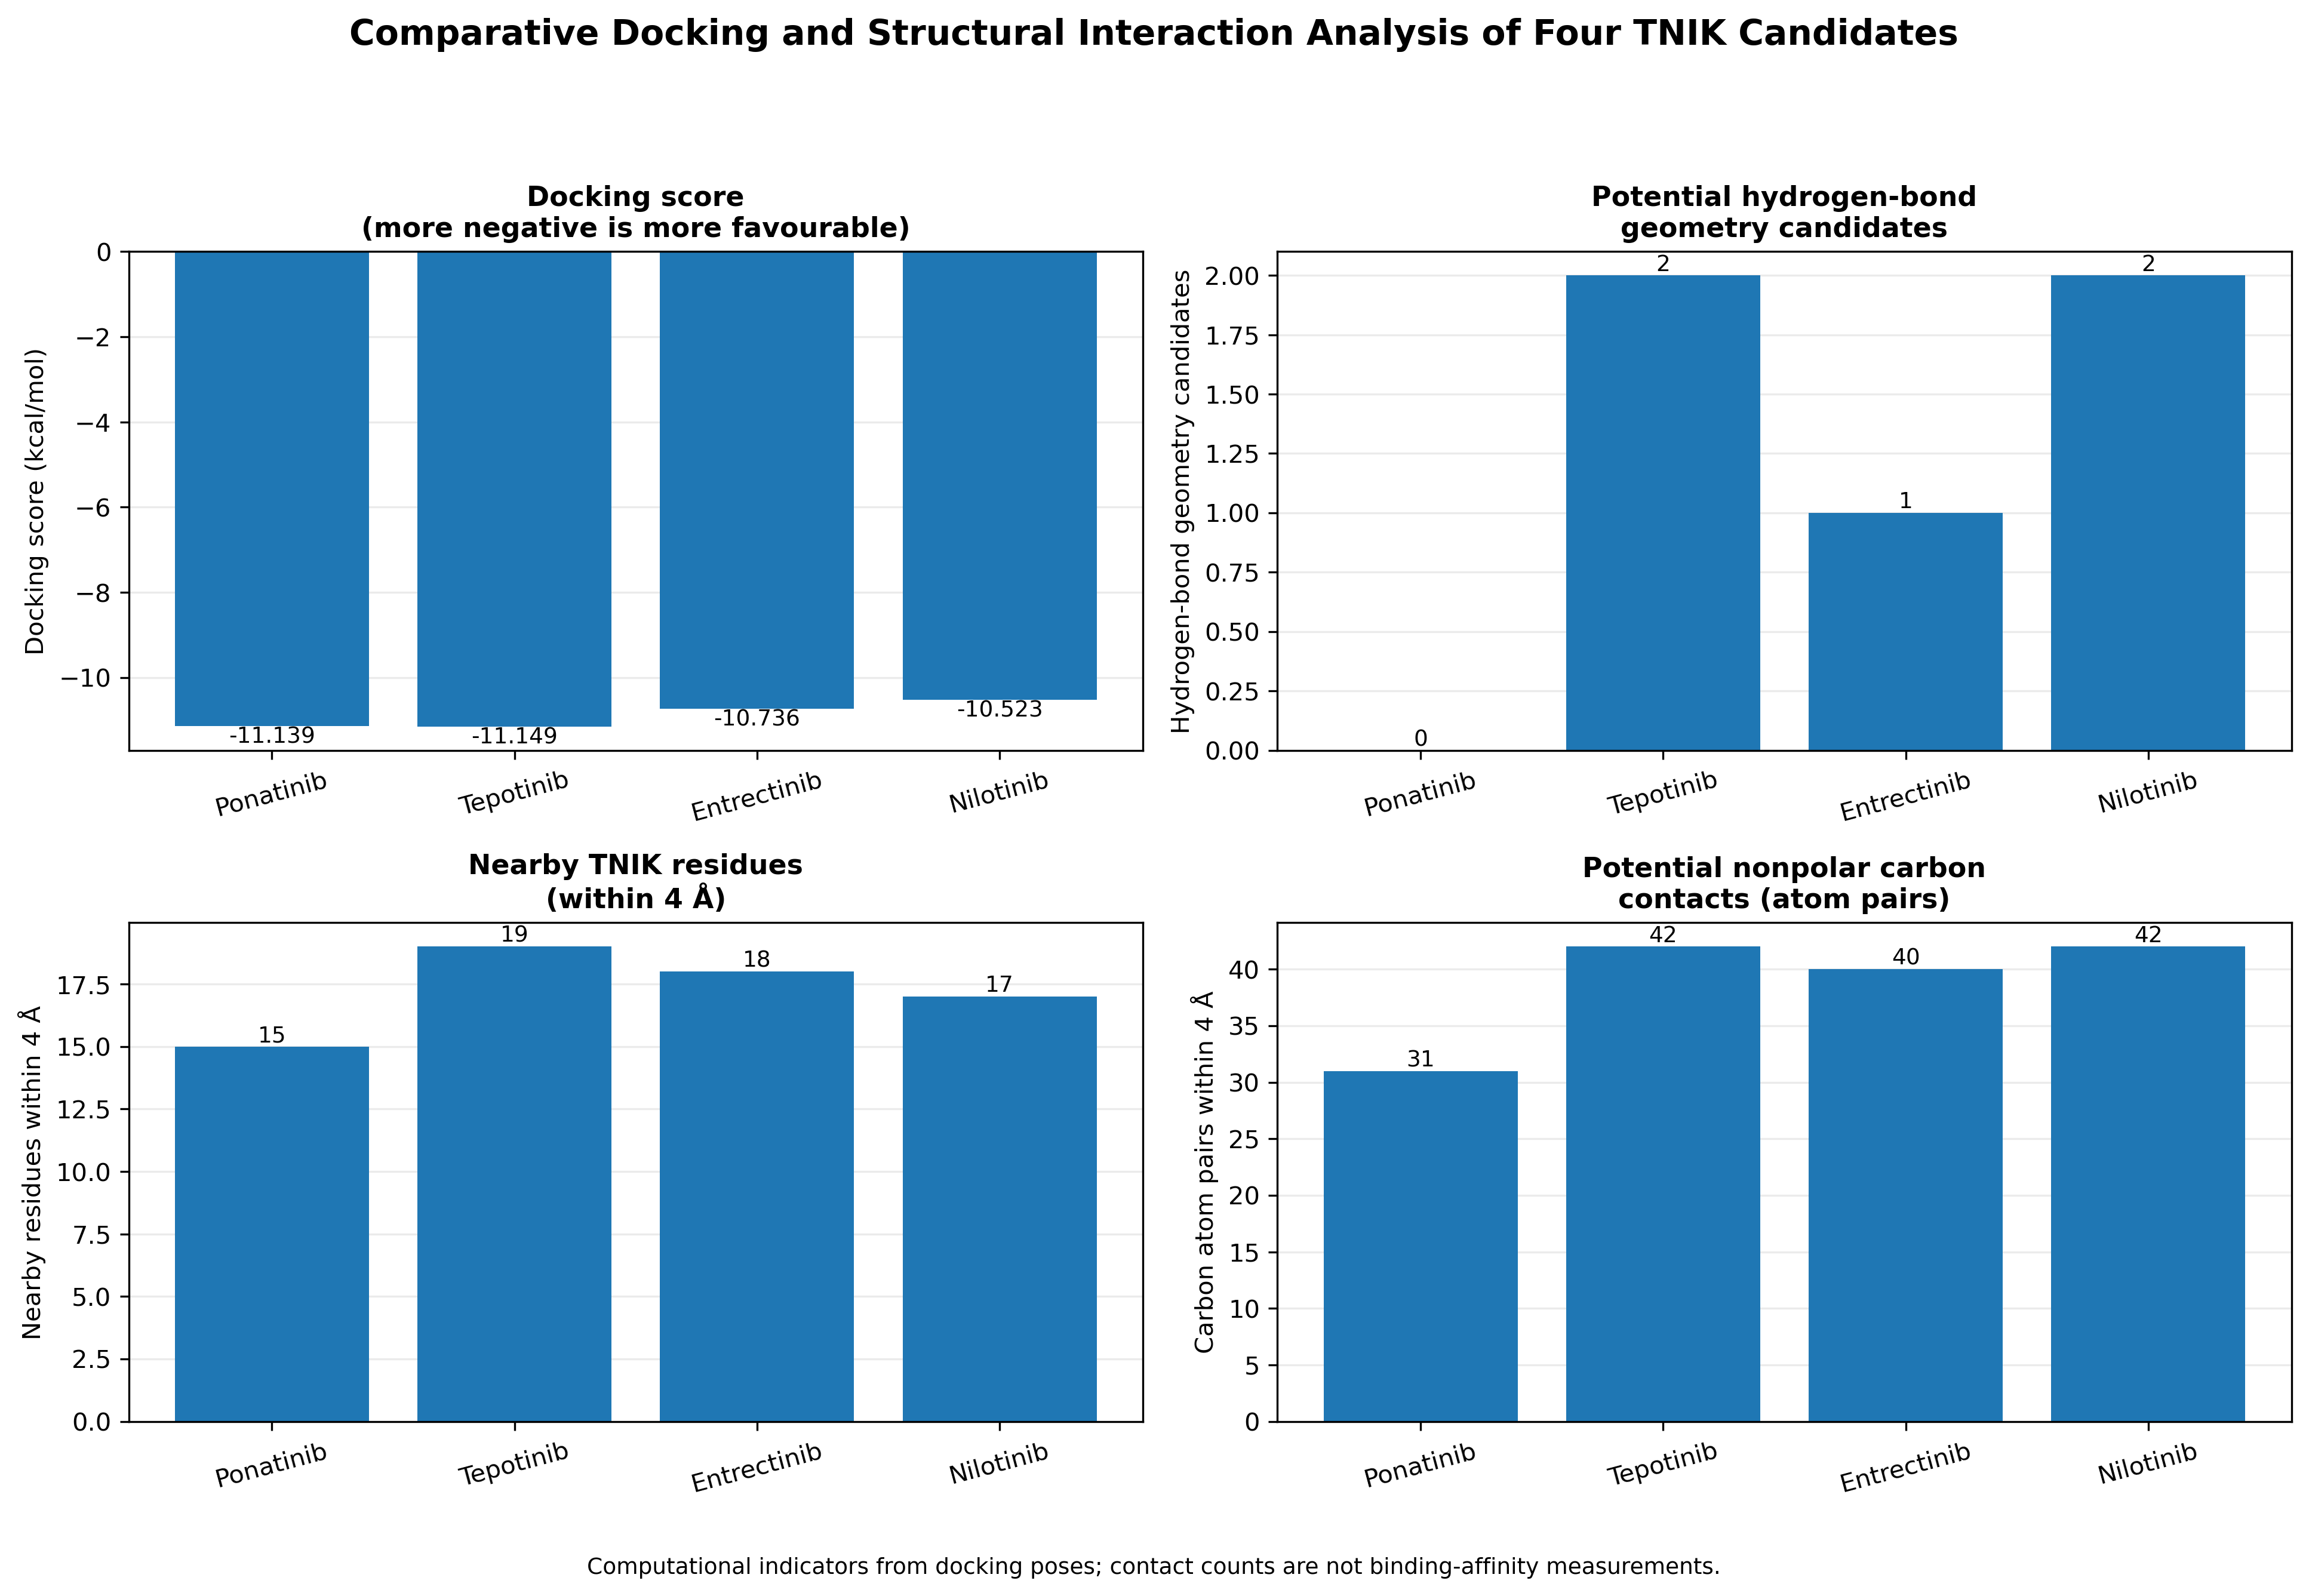 Comparative Docking and Structural Interaction Analysis of Four TNIK Candidates
Docking score
(more negative is more favourable)
Docking score (kcal/mol)
0
−2
−4
−6
−8
−10
-11.139
-11.149
-10.736
-10.523
Ponatinib
Tepotinib
Entrectinib
Nilotinib
Potential hydrogen-bond
geometry candidates
Hydrogen-bond geometry candidates
2.00
1.75
1.50
1.25
1.00
0.75
0.50
0.25
0.00
0
2
1
2
Ponatinib
Tepotinib
Entrectinib
Nilotinib
Nearby TNIK residues
(within 4 Å)
Nearby residues within 4 Å
17.5
15.0
12.5
10.0
7.5
5.0
2.5
0.0
15
19
18
17
Ponatinib
Tepotinib
Entrectinib
Nilotinib
Potential nonpolar carbon
contacts (atom pairs)
Carbon atom pairs within 4 Å
40
35
30
25
20
15
10
5
0
31
42
40
42
Ponatinib
Tepotinib
Entrectinib
Nilotinib
Computational indicators from docking poses; contact counts are not binding-affinity measurements.